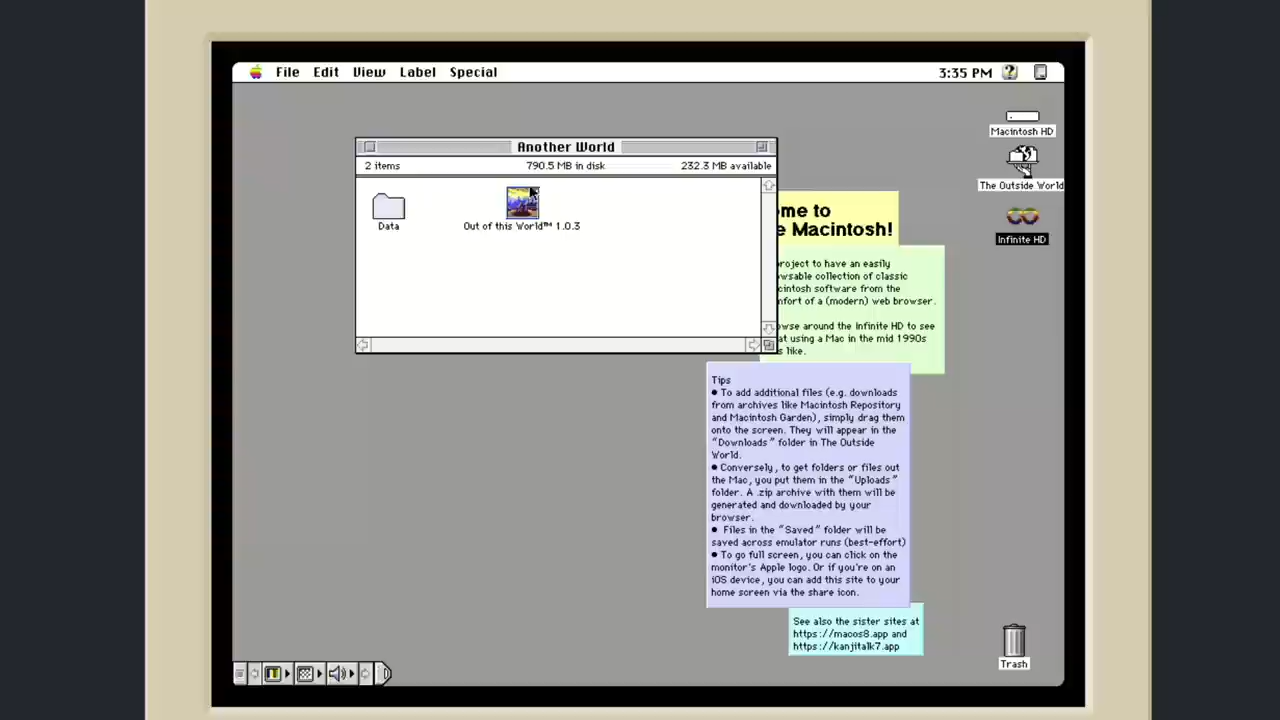 File Edit View Label Special 3:35 PM
Macintosh HD
The Outside World
Infinite HD
Another World
2 items 790.5 MB in disk 232.3 MB available
Data
Out of this World™ 1.0.3
to
Macintosh!
to have an easily
collection of classic
software from the
of a (modern) web browser.
around the Infinite HD to see
using a Mac in the mid 1990s
like.
Tips
● To add additional files (e.g. downloads
from archives like Macintosh Repository
and Macintosh Garden), simply drag them
onto the screen. They will appear in the
"Downloads" folder in The Outside
World.
● Conversely, to get folders or files out
the Mac, you put them in the "Uploads"
folder. A .zip archive with them will be
generated and downloaded by your
browser.
● Files in the "Saved" folder will be
saved across emulator runs (best-effort)
● To go full screen, you can click on the
monitor's Apple logo. Or if you're on an
iOS device, you can add this site to your
home screen via the share icon.
See also the sister sites at
https://macos8.app and
https://kanjitalk7.app
Trash